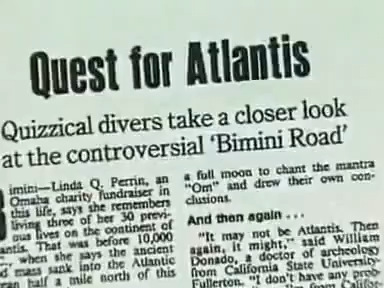 Quest for Atlantis
Quizzical divers take a closer look
at the controversial 'Bimini Road'
imini—Linda Q. Perrin, an
Omaha charity fundraiser in
this life, says she remembers
living three of her 30 previ-
ous lives on the continent of
antis. That was before 10,000
when she says the ancient
d mass sank into the Atlantic
an half a mile north of this
a full moon to chant the mantra
"Om" and drew their own con-
clusions.
And then again . . .
"It may not be Atlantis. Then
again, it might," said William
Donado, a doctor of archeology
from California State University-
Fullerton. "I don't have any prob-